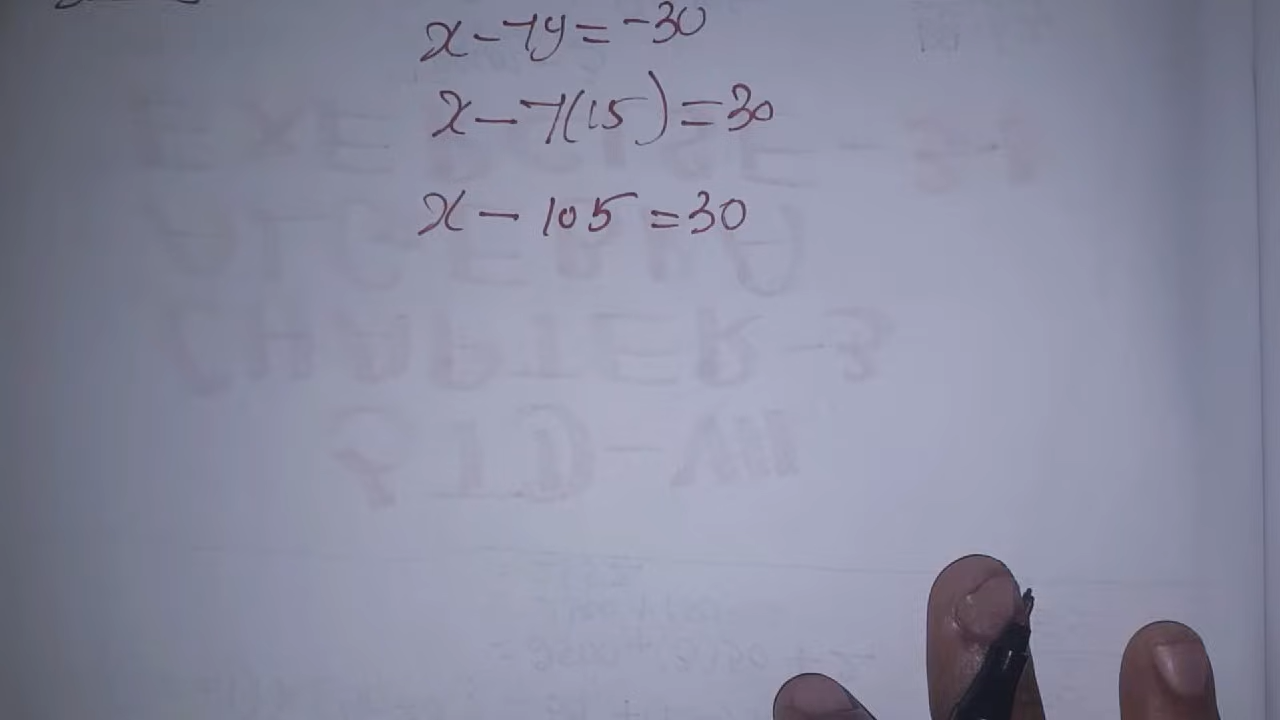 x - 7y = -30
x - 7(15) = 30
x - 105 = 30